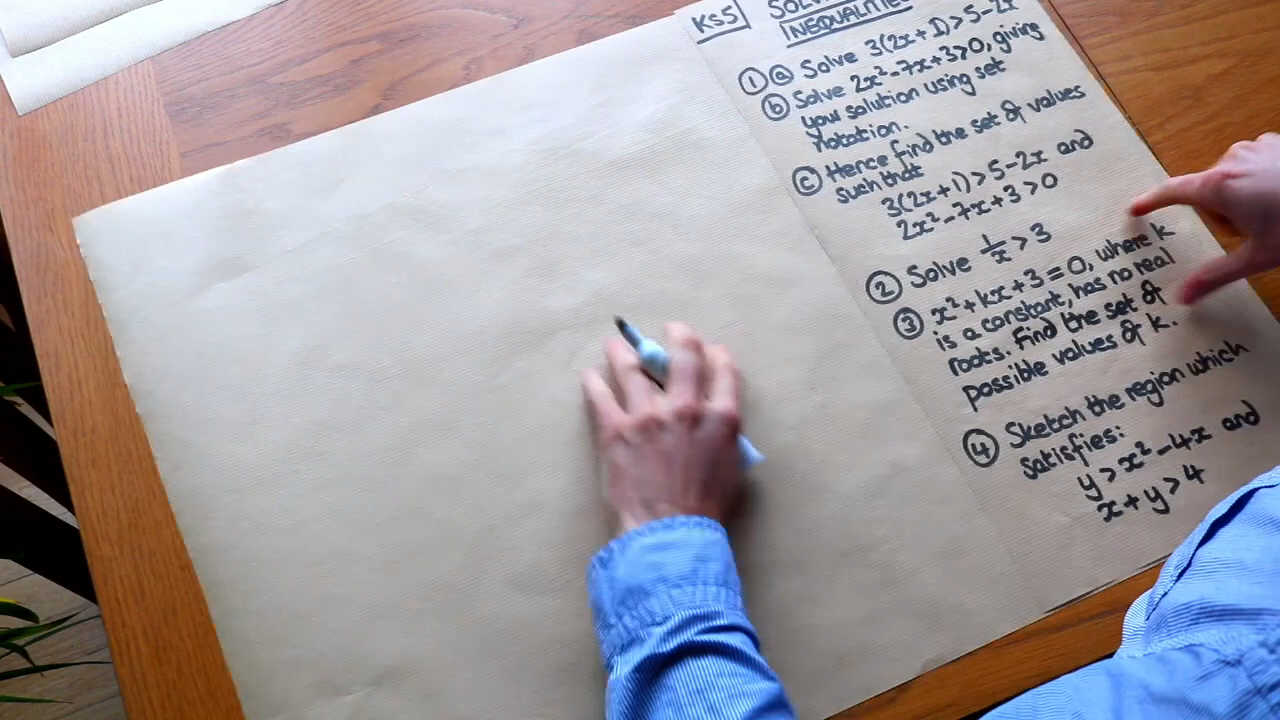 KS5
INEQUALITIES
① ⓐ Solve 3(2x+1)>5-2x
ⓑ Solve 2x²-7x+3>0, giving
your solution using set
notation.
ⓒ Hence find the set of values
such that
3(2x+1)>5-2x and
2x²-7x+3>0
② Solve 1/x > 3
③ x²+kx+3=0, where k
is a constant, has no real
roots. Find the set of
possible values of k.
④ Sketch the region which
satisfies:
y>x²-4x and
x+y>4